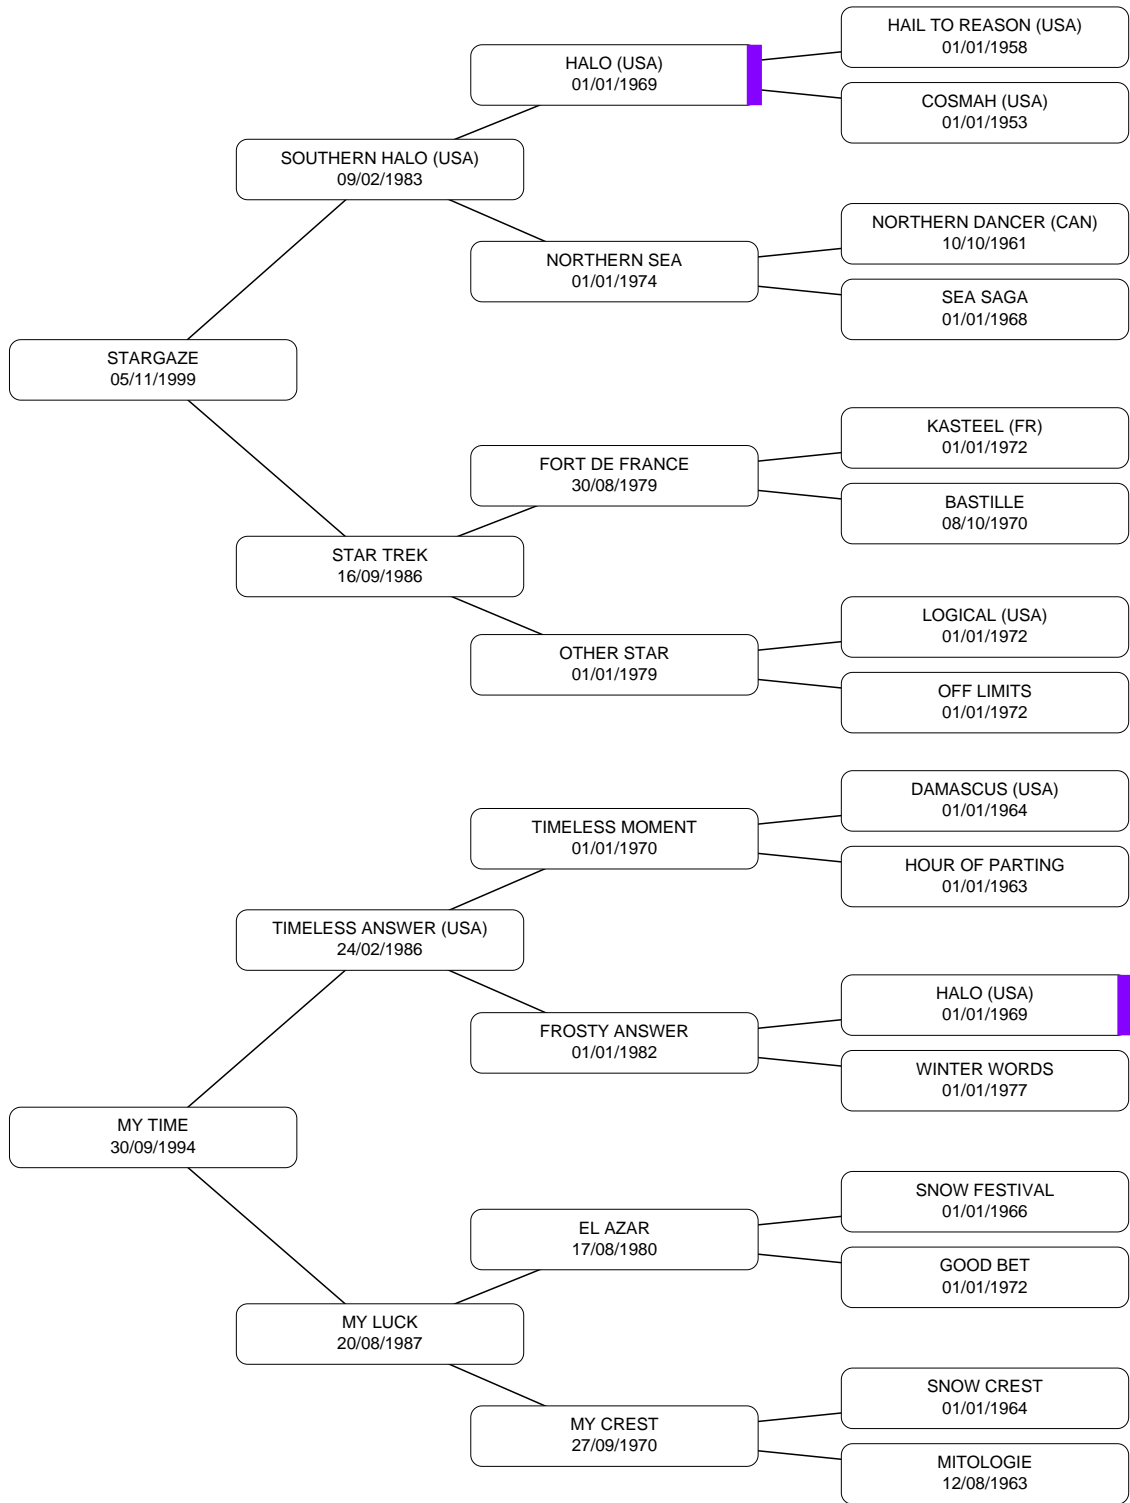 HAIL TO REASON (USA)
01/01/1958
HALO (USA)
01/01/1969
COSMAH (USA)
01/01/1953
SOUTHERN HALO (USA)
09/02/1983
NORTHERN DANCER (CAN)
10/10/1961
NORTHERN SEA
01/01/1974
SEA SAGA
01/01/1968
STARGAZE
05/11/1999
KASTEEL (FR)
01/01/1972
FORT DE FRANCE
30/08/1979
BASTILLE
08/10/1970
STAR TREK
16/09/1986
LOGICAL (USA)
01/01/1972
OTHER STAR
01/01/1979
OFF LIMITS
01/01/1972
DAMASCUS (USA)
01/01/1964
TIMELESS MOMENT
01/01/1970
HOUR OF PARTING
01/01/1963
TIMELESS ANSWER (USA)
24/02/1986
HALO (USA)
01/01/1969
FROSTY ANSWER
01/01/1982
WINTER WORDS
01/01/1977
MY TIME
30/09/1994
SNOW FESTIVAL
01/01/1966
EL AZAR
17/08/1980
GOOD BET
01/01/1972
MY LUCK
20/08/1987
SNOW CREST
01/01/1964
MY CREST
27/09/1970
MITOLOGIE
12/08/1963